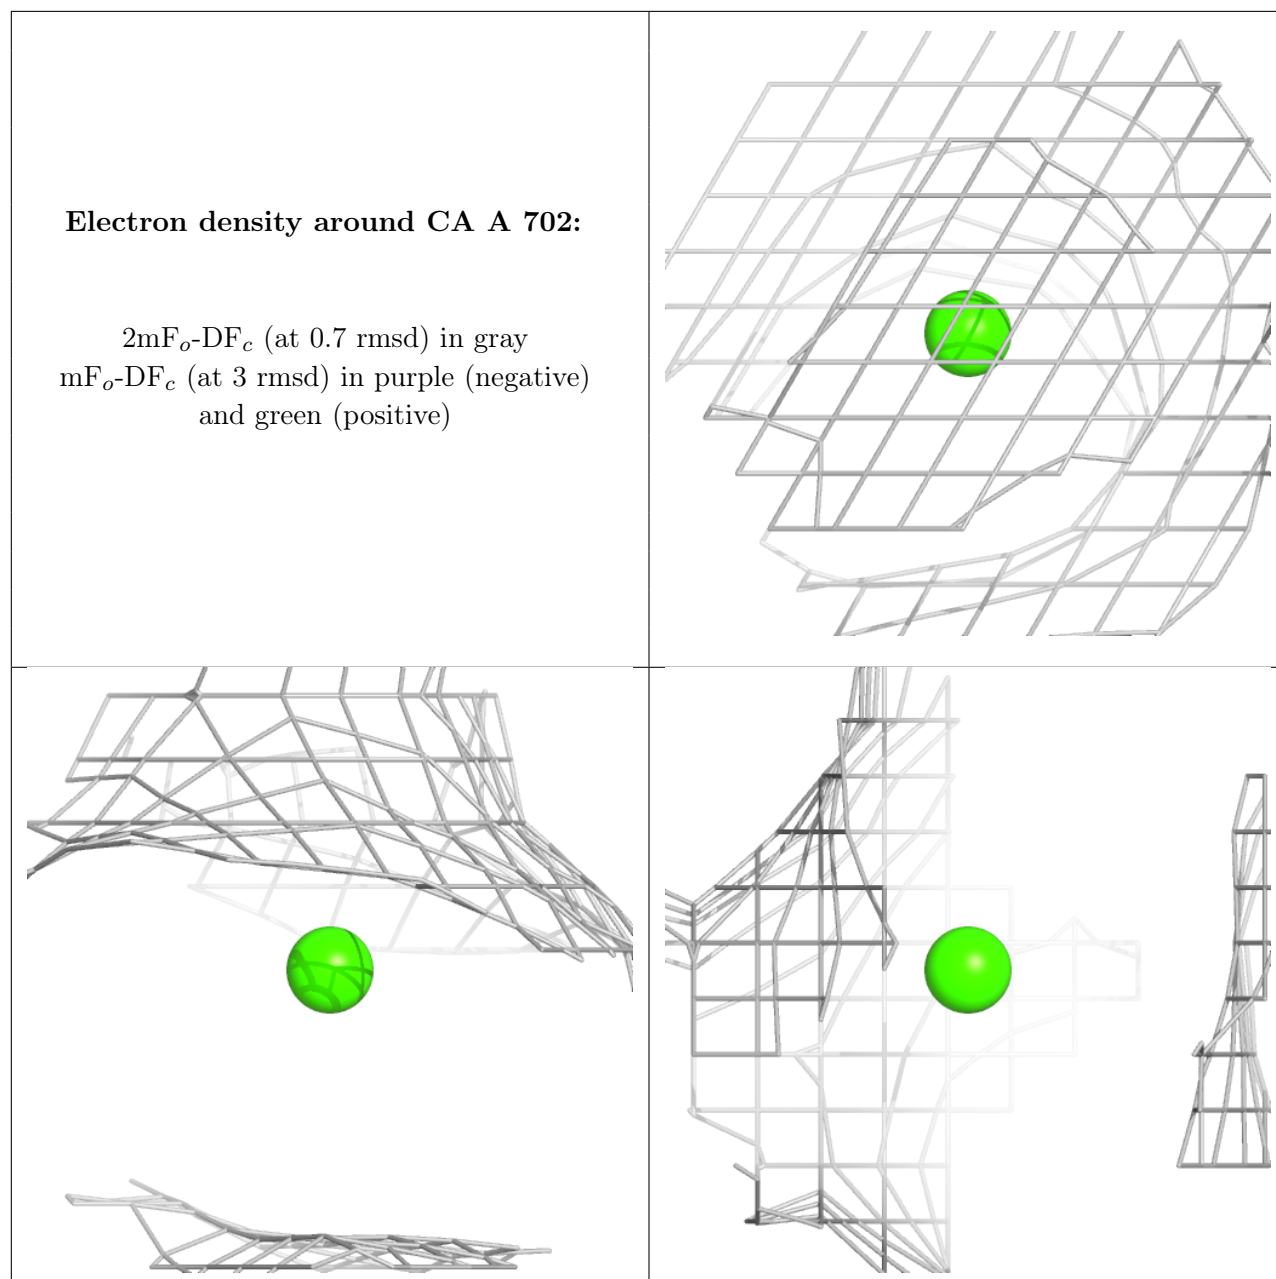 Electron density around CA A 702:
2mFo-DFc (at 0.7 rmsd) in gray
mFo-DFc (at 3 rmsd) in purple (negative)
and green (positive)